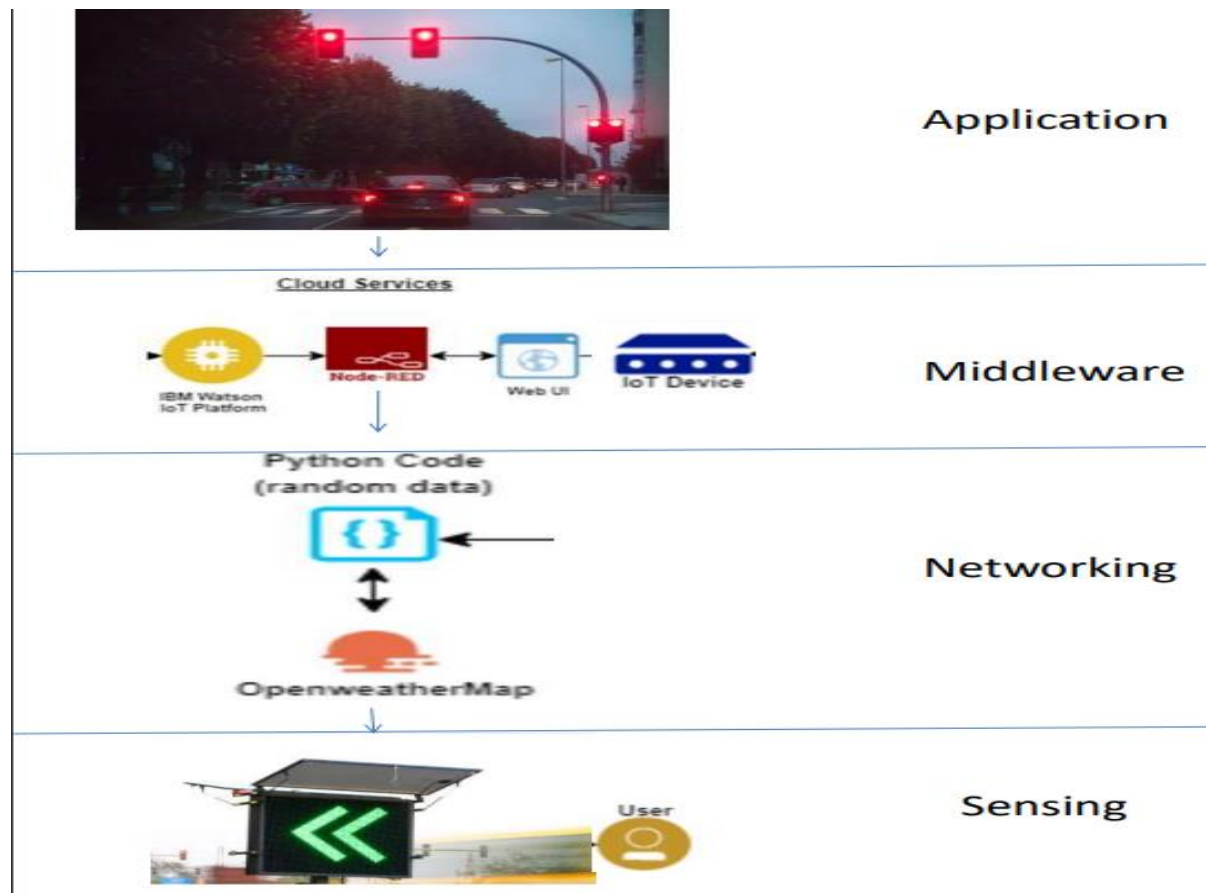 Application
Cloud Services
Node-RED
IBM Watson
IoT Platform
Web UI
IoT Device
Middleware
Python Code
(random data)
{}
Networking
OpenweatherMap
User
Sensing